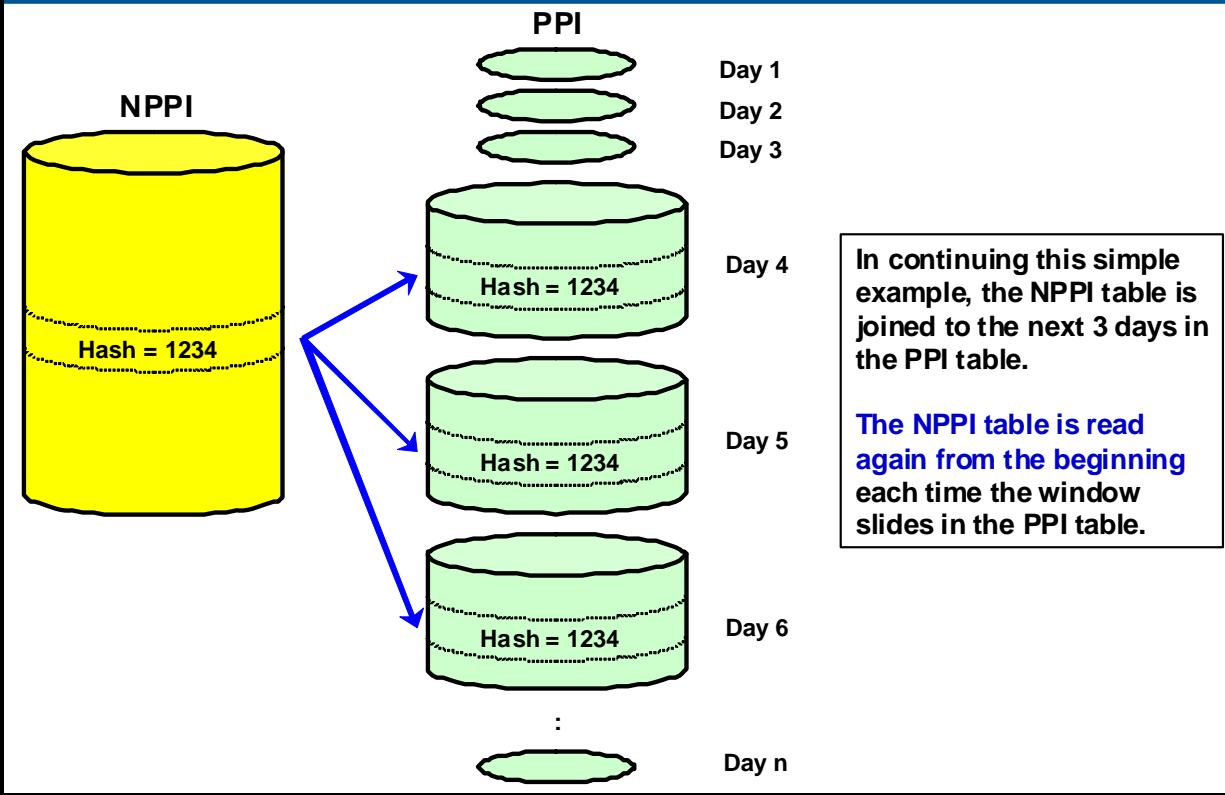 PPI
NPPI
Day 1
Day 2
Day 3
Day 4
Hash = 1234
Hash = 1234
Day 5
Hash = 1234
Day 6
Hash = 1234
:
Day n
In continuing this simple
example, the NPPI table is
joined to the next 3 days in
the PPI table.
The NPPI table is read
again from the beginning
each time the window
slides in the PPI table.